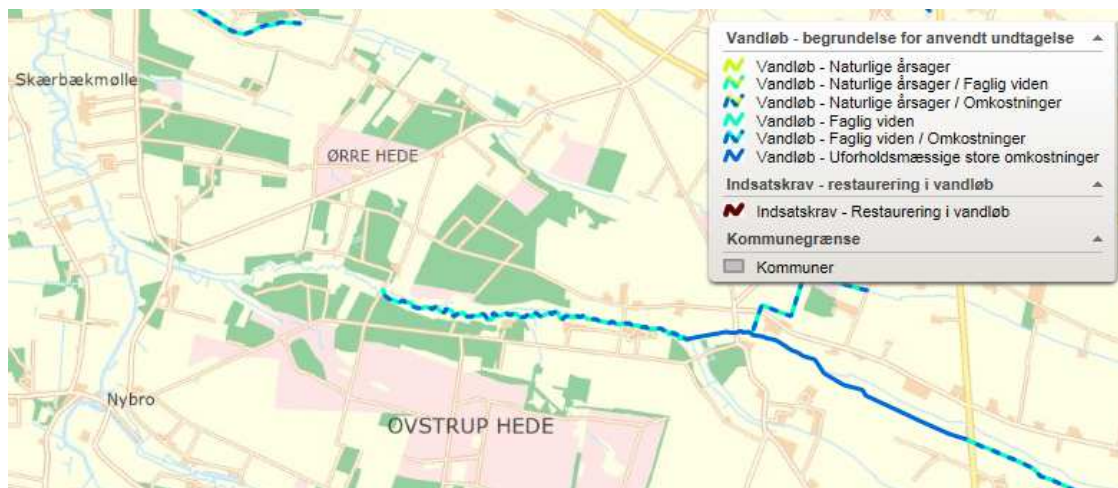 Vandløb - begrundelse for anvendt undtagelse
Vandløb - Naturlige årsager
Vandløb - Naturlige årsager / Faglig viden
Vandløb - Naturlige årsager / Omkostninger
Vandløb - Faglig viden
Vandløb - Faglig viden / Omkostninger
Vandløb - Uforholdsmæssige store omkostninger
Indsatskrav - restaurering i vandløb
Indsatskrav - Restaurering i vandløb
Kommunegrænse
Kommuner
Skærbækmølle
ØRRE HEDE
Nybro
OVSTRUP HEDE